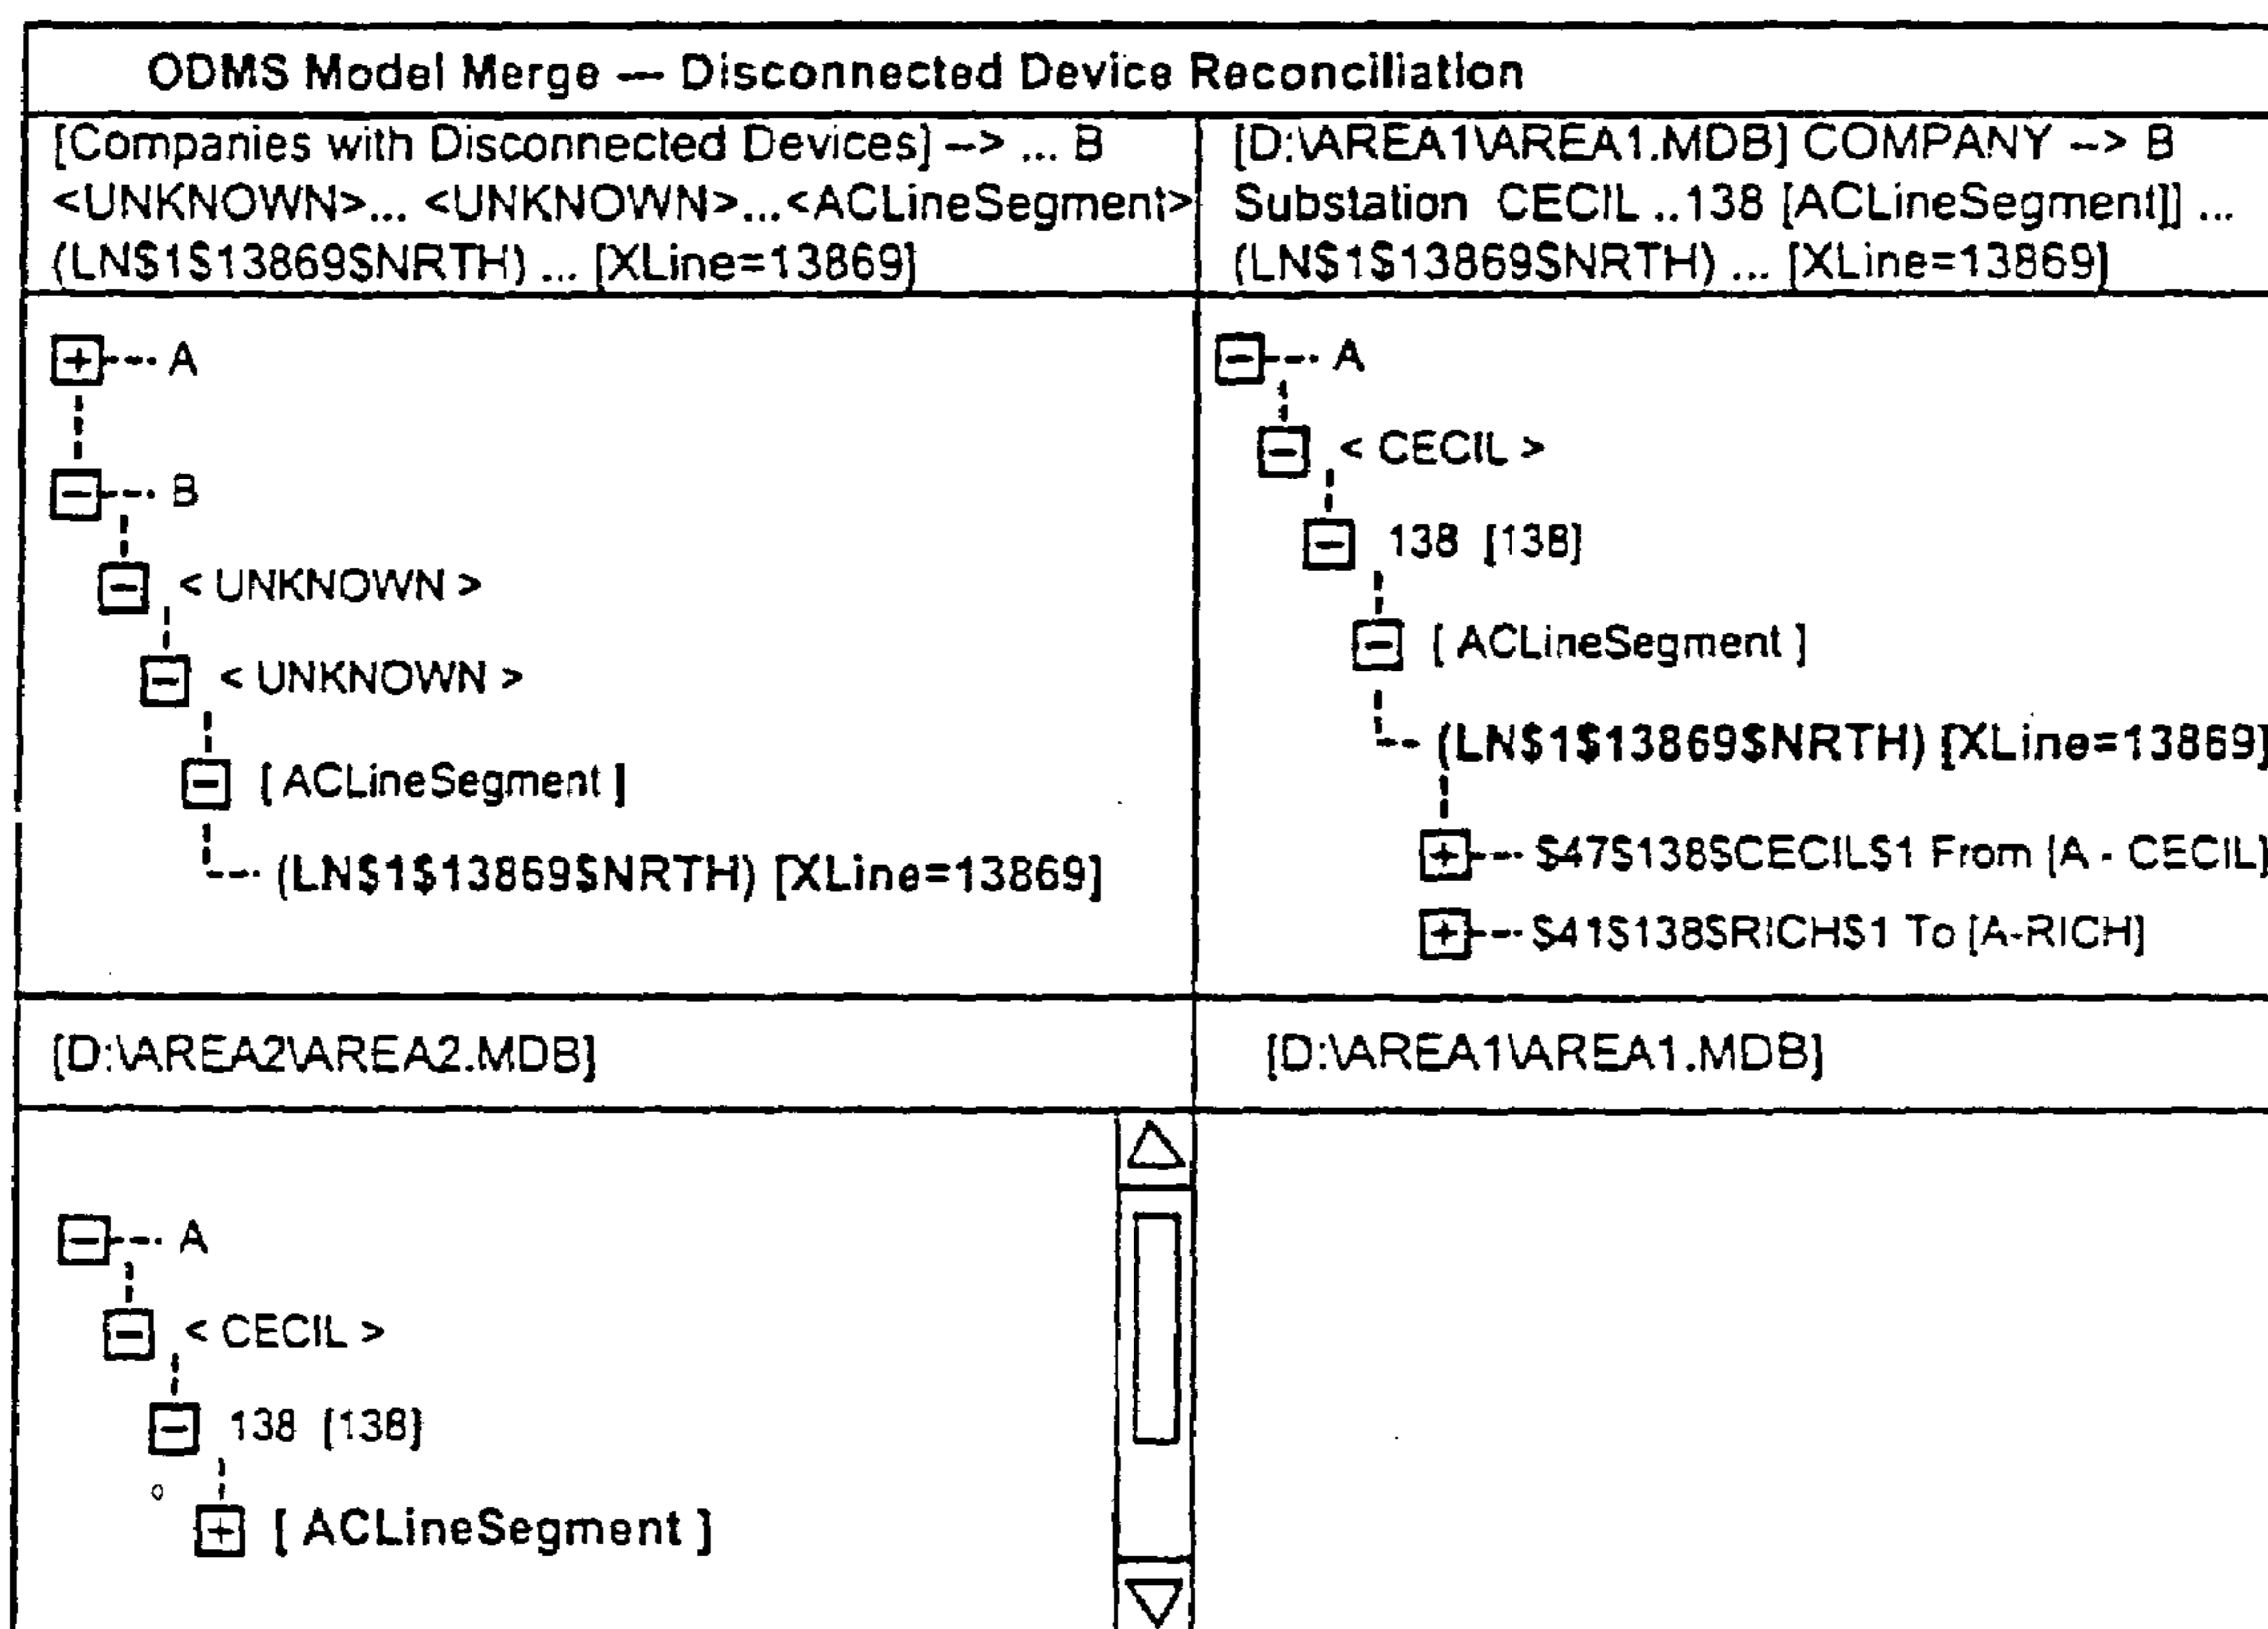 ODMS Model Merge — Disconnected Device Reconciliation
[Companies with Disconnected Devices] --> ... B
<UNKNOWN>... <UNKNOWN>...<ACLineSegment>
(LN$1$13869$NRTH) ... [XLine=13869]
[D:\AREA1\AREA1.MDB] COMPANY --> B
Substation CECIL ..138 [ACLineSegment]] ...
(LN$1$13869$NRTH) ... [XLine=13869]
A
B
< UNKNOWN >
< UNKNOWN >
[ ACLineSegment ]
(LN$1$13869$NRTH) [XLine=13869]
A
< CECIL >
138 [138]
[ ACLineSegment ]
(LN$1$13869$NRTH) [XLine=13869]
$47$138$CECIL$1 From [A - CECIL]
$41$138$RICH$1 To [A-RICH]
[D:\AREA2\AREA2.MDB]
[D:\AREA1\AREA1.MDB]
A
< CECIL >
138 [138]
[ ACLineSegment ]